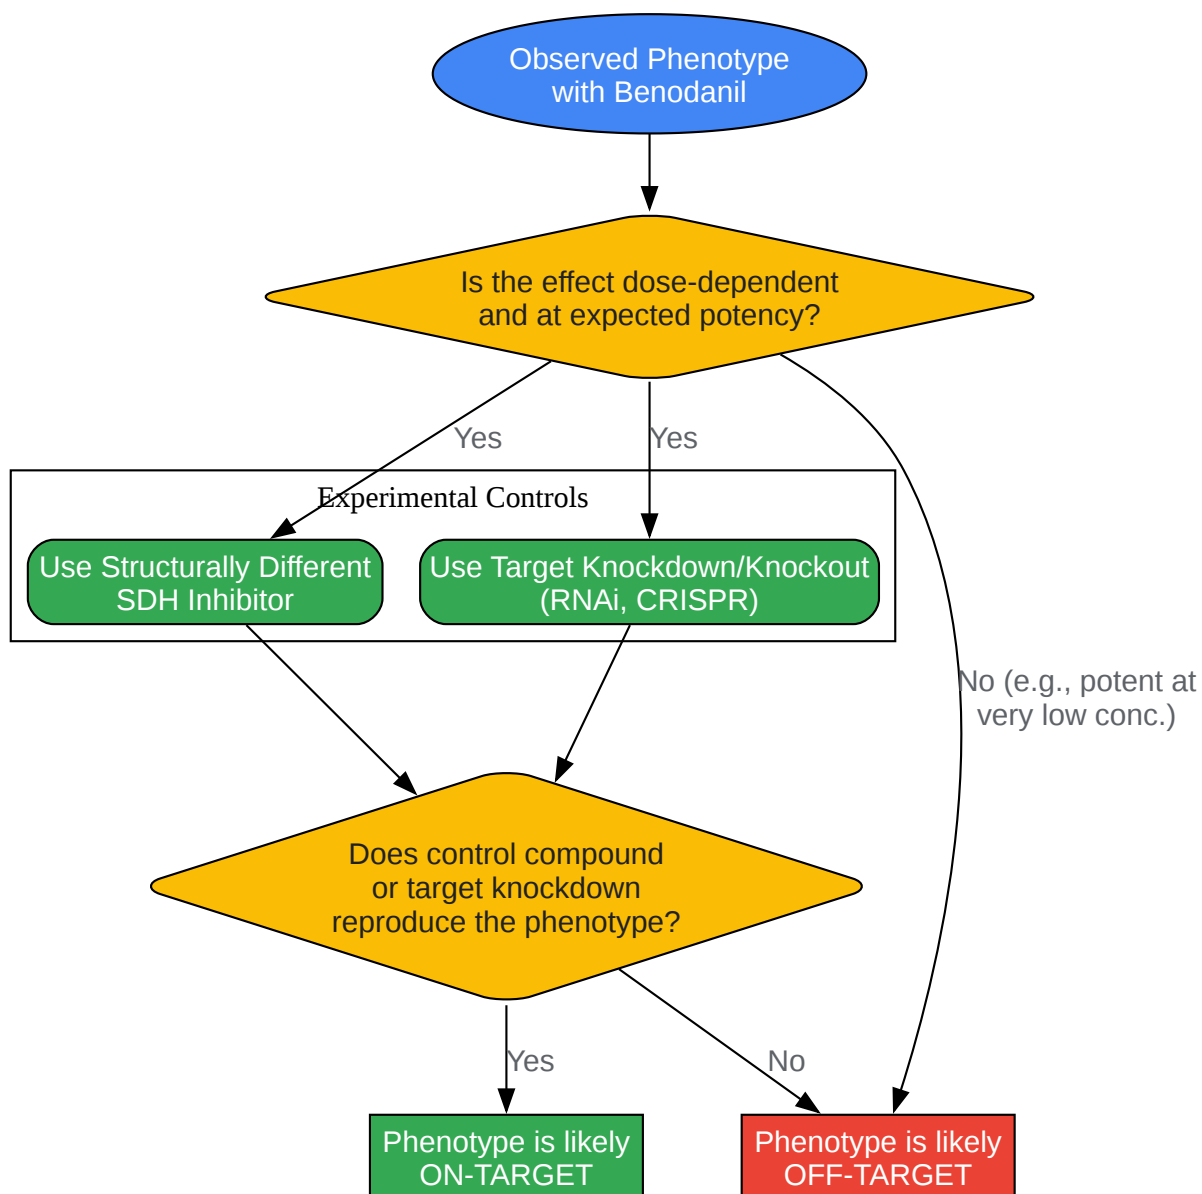 Observed Phenotype
with Benodanil
Is the effect dose-dependent
and at expected potency?
Yes
Yes
Experimental Controls
Use Structurally Different
SDH Inhibitor
Use Target Knockdown/Knockout
(RNAi, CRISPR)
No (e.g., potent at
very low conc.)
Does control compound
or target knockdown
reproduce the phenotype?
Yes
No
Phenotype is likely
ON-TARGET
Phenotype is likely
OFF-TARGET